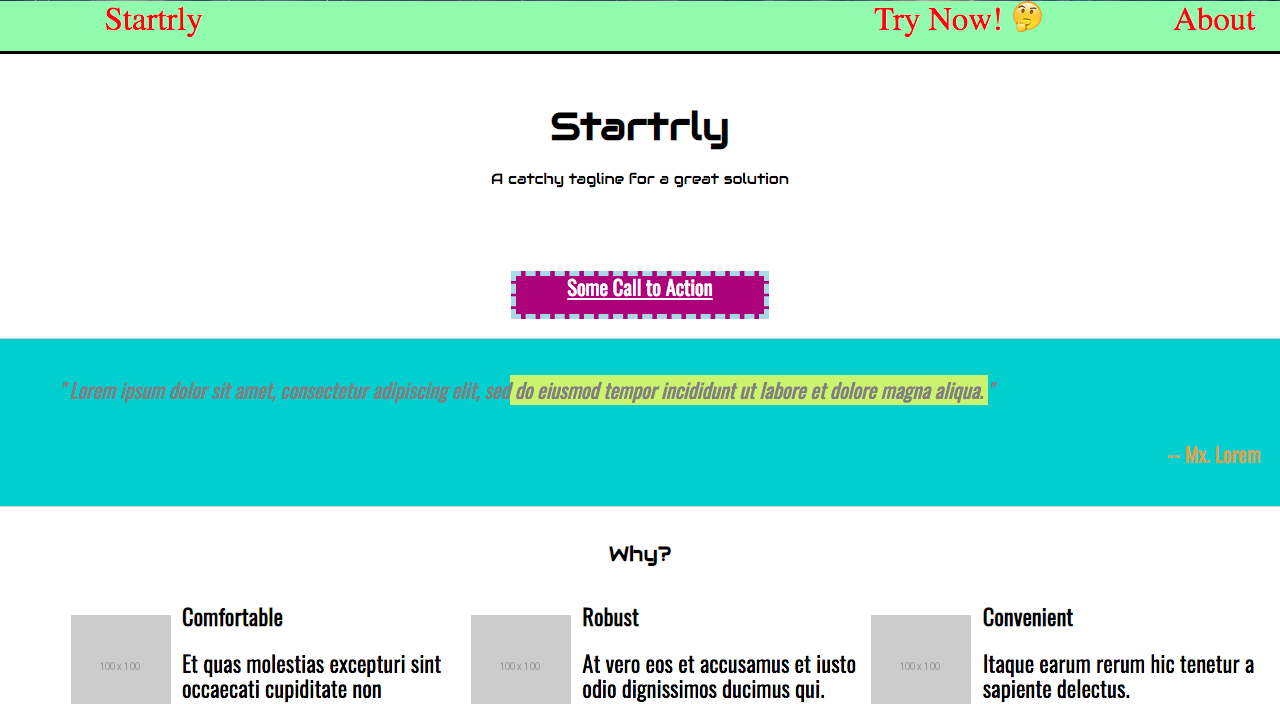 Startrly Try Now! 🤔 About
Startrly
A catchy tagline for a great solution
Some Call to Action
" Lorem ipsum dolor sit amet, consectetur adipiscing elit, sed do eiusmod tempor incididunt ut labore et dolore magna aliqua. "
-- Mx. Lorem
Why?
100 x 100
Comfortable
Et quas molestias excepturi sint
occaecati cupiditate non
100 x 100
Robust
At vero eos et accusamus et iusto
odio dignissimos ducimus qui.
100 x 100
Convenient
Itaque earum rerum hic tenetur a
sapiente delectus.